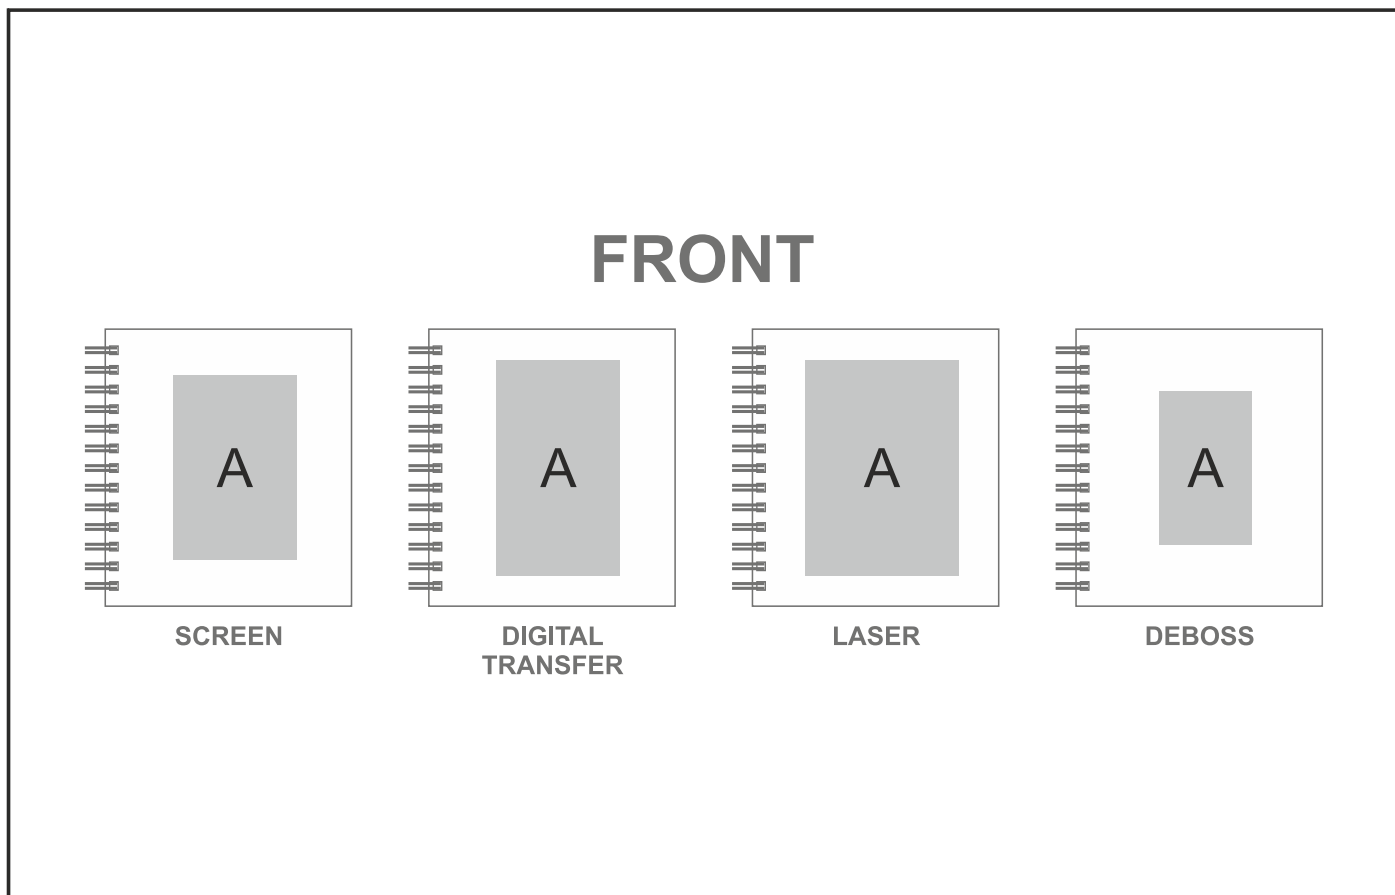 FRONT
A
A
A
A
SCREEN
DIGITAL
TRANSFER
LASER
DEBOSS